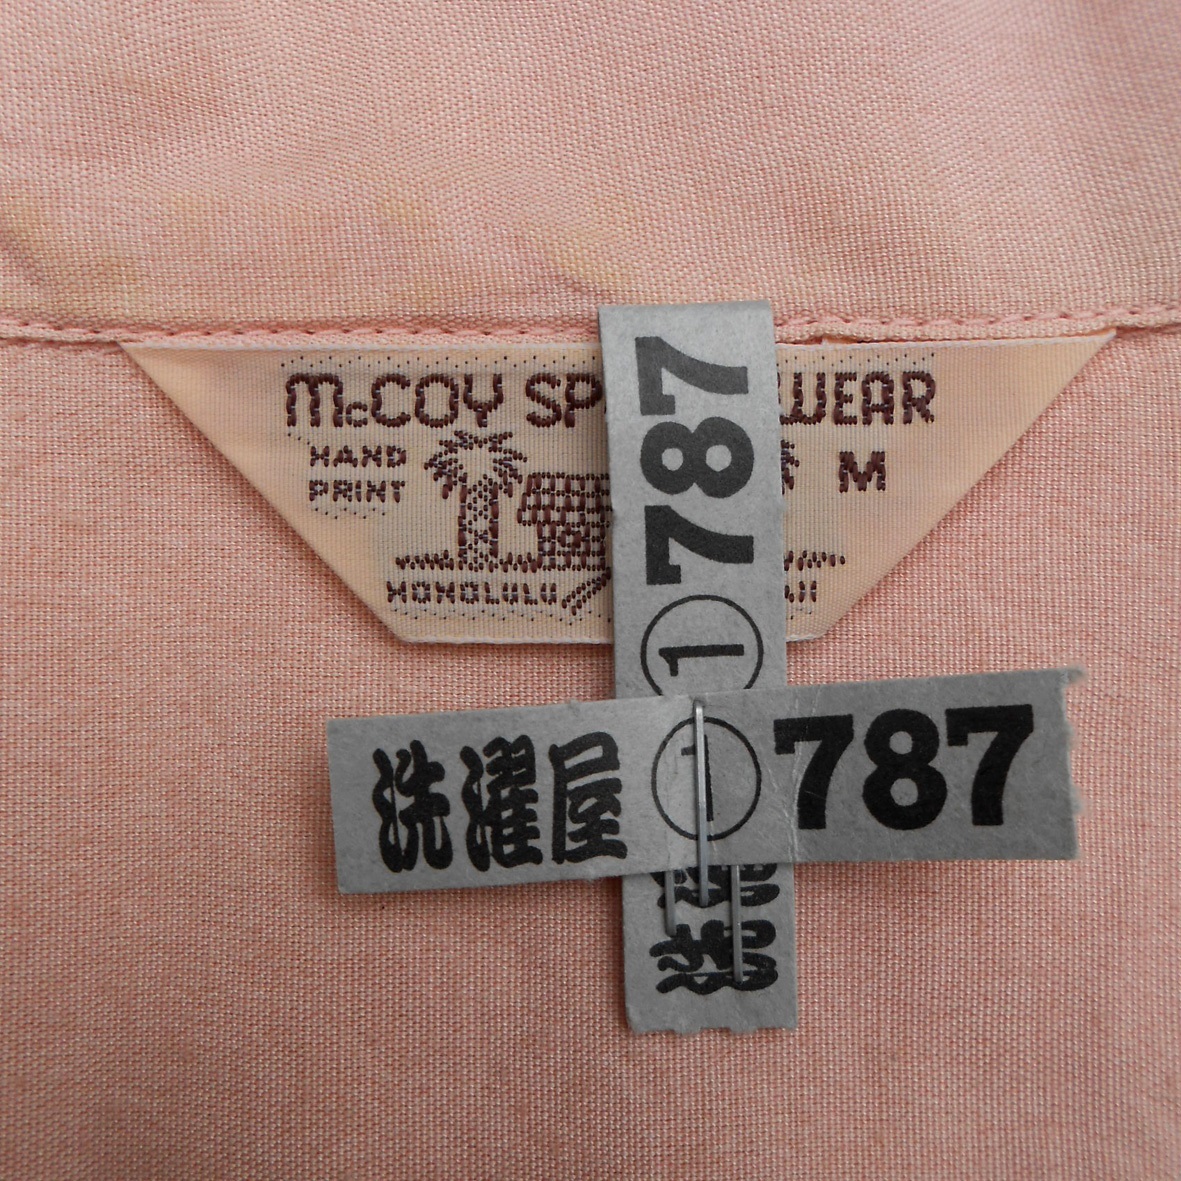 McCOY SP WEAR
HAND
PRINT
M
HONOLULU
787
1
洗濯屋 1 787